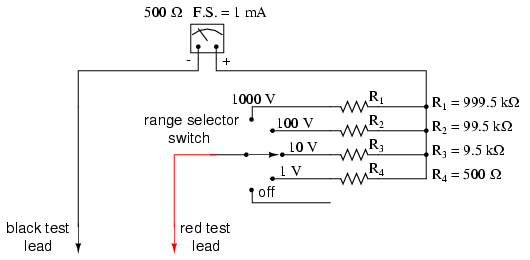 500 Ω F.S. = 1 mA
- +
1000 V R1 R1 = 999.5 kΩ
range selector
switch
100 V R2 R2 = 99.5 kΩ
10 V R3 R3 = 9.5 kΩ
1 V R4 R4 = 500 Ω
off
black test
lead
red test
lead